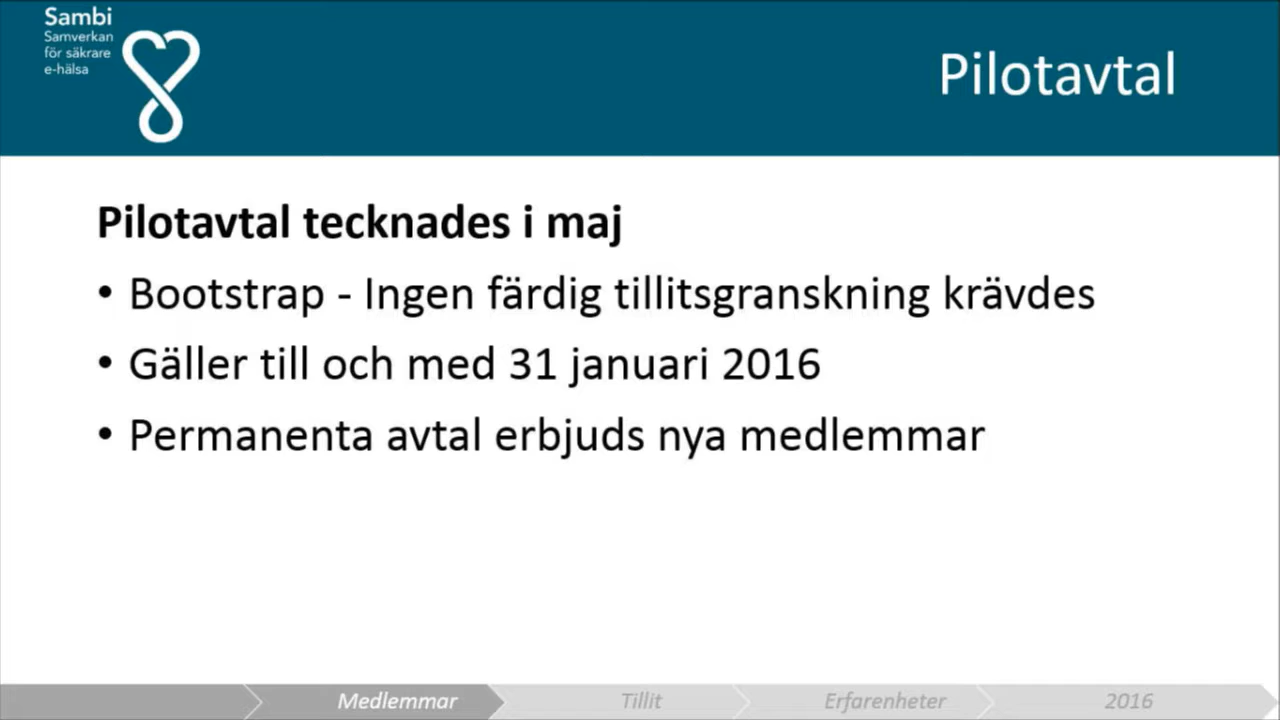 Sambi
Samverkan
för säkrare
e-hälsa
Pilotavtal
Pilotavtal tecknades i maj
• Bootstrap - Ingen färdig tillitsgranskning krävdes
• Gäller till och med 31 januari 2016
• Permanenta avtal erbjuds nya medlemmar
Medlemmar
Tillit
Erfarenheter
2016